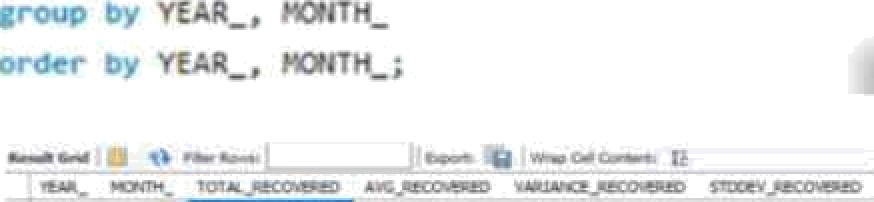 group by YEAR_, MONTH_
order by YEAR_, MONTH_;
Result Grid Filter Rows: Export: Wrap Cell Content:
YEAR_ MONTH_ TOTAL_RECOVERED AVG_RECOVERED VARIANCE_RECOVERED STDDEV_RECOVERED